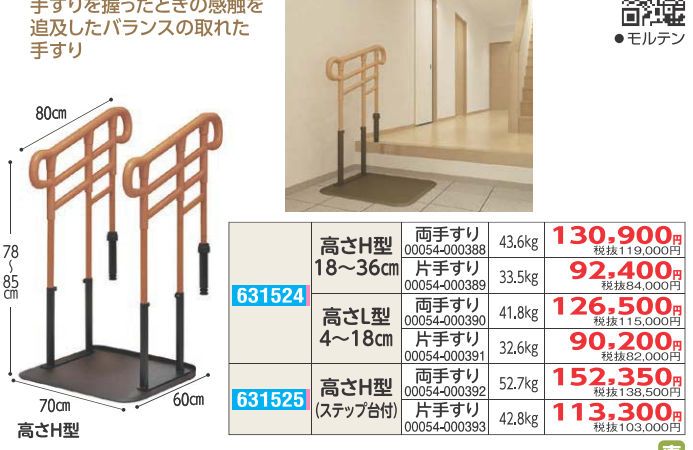 手すりを握ったときの感触を
追及したバランスの取れた
手すり
●モルテン
80㎝
78
〜
85
㎝
70㎝
60㎝
高さH型
631524
高さH型
18〜36㎝
両手すり
00054-000388
43.6kg
130,900円
税抜119,000円
片手すり
00054-000389
33.5kg
92,400円
税抜84,000円
高さL型
4〜18㎝
両手すり
00054-000390
41.8kg
126,500円
税抜115,000円
片手すり
00054-000391
32.6kg
90,200円
税抜82,000円
631525
高さH型
(ステップ台付)
両手すり
00054-000392
52.7kg
152,350円
税抜138,500円
片手すり
00054-000393
42.8kg
113,300円
税抜103,000円